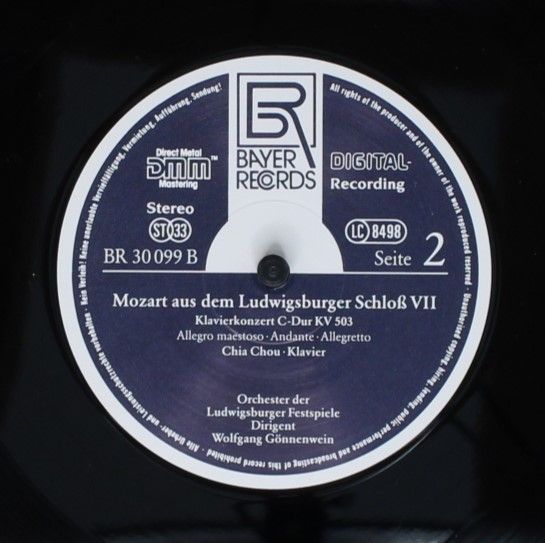 BAYER
RECORDS
Direct Metal
DMM™
Mastering
DIGITAL-
Recording
Stereo
ST 33
LC 8498
BR 30 099 B
Seite 2
Mozart aus dem Ludwigsburger Schloß VII
Klavierkonzert C-Dur KV 503
Allegro maestoso · Andante · Allegretto
Chia Chou · Klavier
Orchester der
Ludwigsburger Festspiele
Dirigent
Wolfgang Gönnenwein
Alle Urheber- und Leistungsschutzrechte vorbehalten · Kein Verleih! Keine unerlaubte Vervielfältigung, Vermietung, Aufführung, Sendung!
All rights of the producer and of the owner of the work reproduced reserved · Unauthorised copying, hiring, lending, public performance and broadcasting of this record prohibited ·